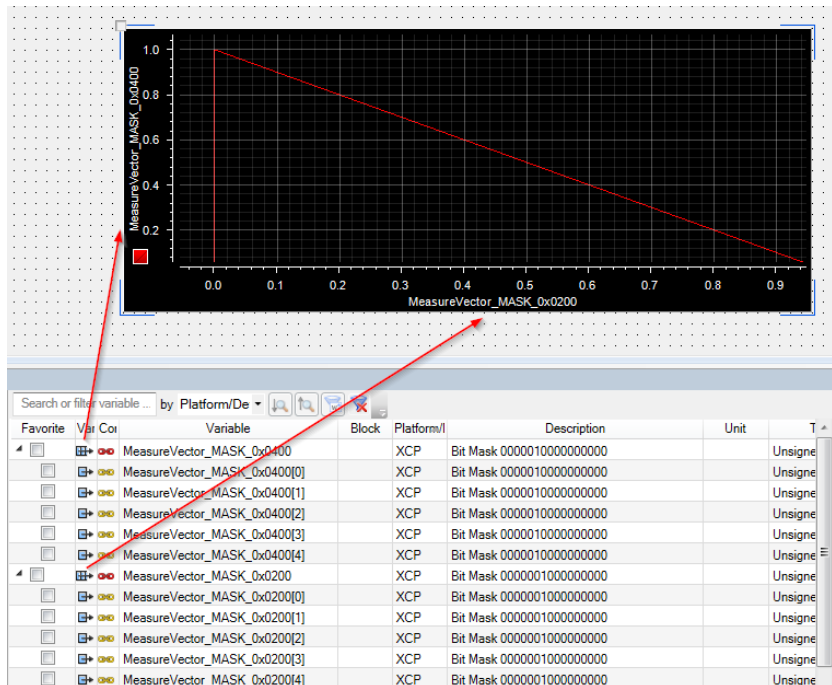 1.0
0.8
0.6
0.4
0.2
MeasureVector_MASK_0x0400
0.0 0.1 0.2 0.3 0.4 0.5 0.6 0.7 0.8 0.9
MeasureVector_MASK_0x0200
Search or filter variable ... by Platform/De
Favorite Var Cor Variable Block Platform/I Description Unit T
MeasureVector_MASK_0x0400 XCP Bit Mask 0000010000000000 Unsigne
MeasureVector_MASK_0x0400[0] XCP Bit Mask 0000010000000000 Unsigne
MeasureVector_MASK_0x0400[1] XCP Bit Mask 0000010000000000 Unsigne
MeasureVector_MASK_0x0400[2] XCP Bit Mask 0000010000000000 Unsigne
MeasureVector_MASK_0x0400[3] XCP Bit Mask 0000010000000000 Unsigne
MeasureVector_MASK_0x0400[4] XCP Bit Mask 0000010000000000 Unsigne
MeasureVector_MASK_0x0200 XCP Bit Mask 0000001000000000 Unsigne
MeasureVector_MASK_0x0200[0] XCP Bit Mask 0000001000000000 Unsigne
MeasureVector_MASK_0x0200[1] XCP Bit Mask 0000001000000000 Unsigne
MeasureVector_MASK_0x0200[2] XCP Bit Mask 0000001000000000 Unsigne
MeasureVector_MASK_0x0200[3] XCP Bit Mask 0000001000000000 Unsigne
MeasureVector_MASK_0x0200[4] XCP Bit Mask 0000001000000000 Unsigne